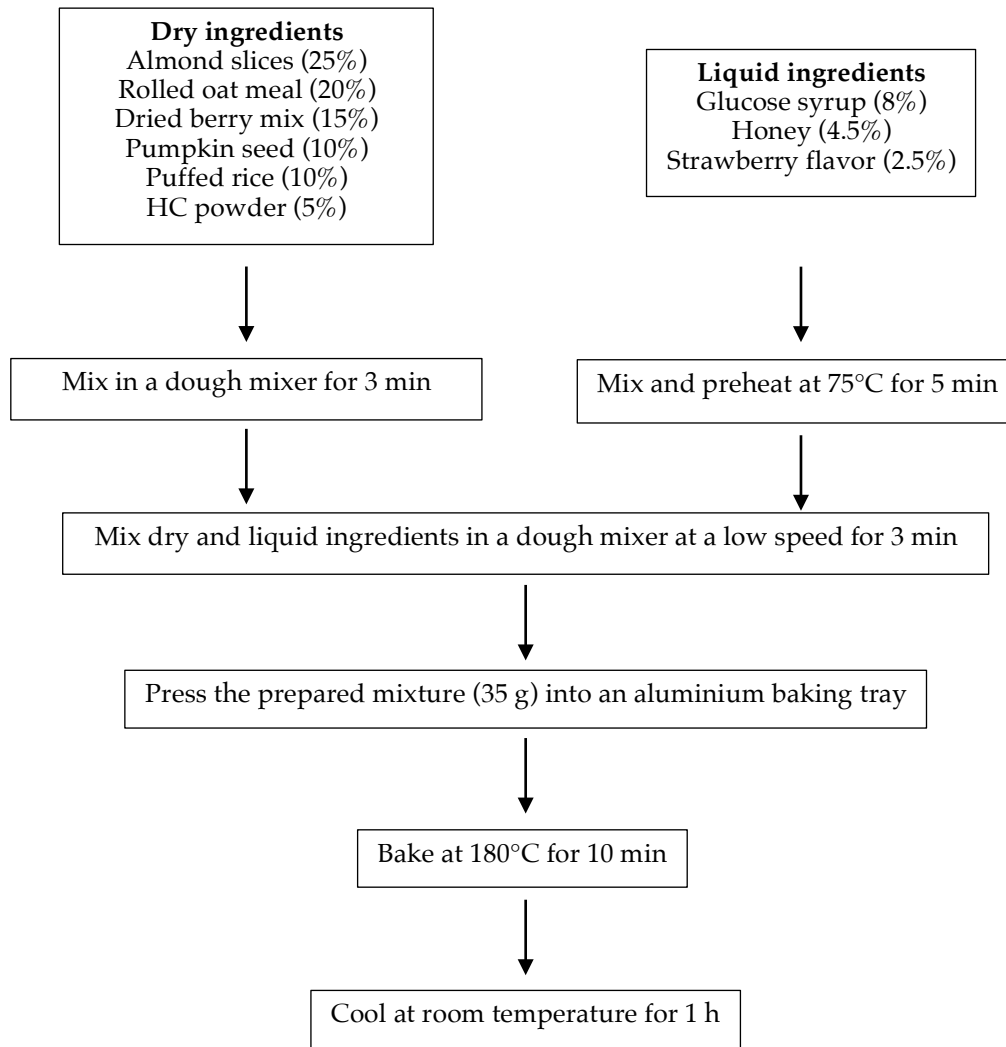 Dry ingredients
Almond slices (25%)
Rolled oat meal (20%)
Dried berry mix (15%)
Pumpkin seed (10%)
Puffed rice (10%)
HC powder (5%)
Liquid ingredients
Glucose syrup (8%)
Honey (4.5%)
Strawberry flavor (2.5%)
Mix in a dough mixer for 3 min
Mix and preheat at 75°C for 5 min
Mix dry and liquid ingredients in a dough mixer at a low speed for 3 min
Press the prepared mixture (35 g) into an aluminium baking tray
Bake at 180°C for 10 min
Cool at room temperature for 1 h